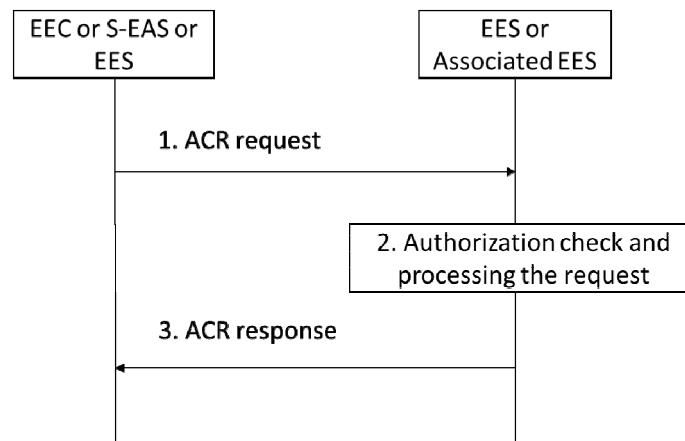 EEC or S-EAS or
EES
EES or
Associated EES
1. ACR request
2. Authorization check and
processing the request
3. ACR response